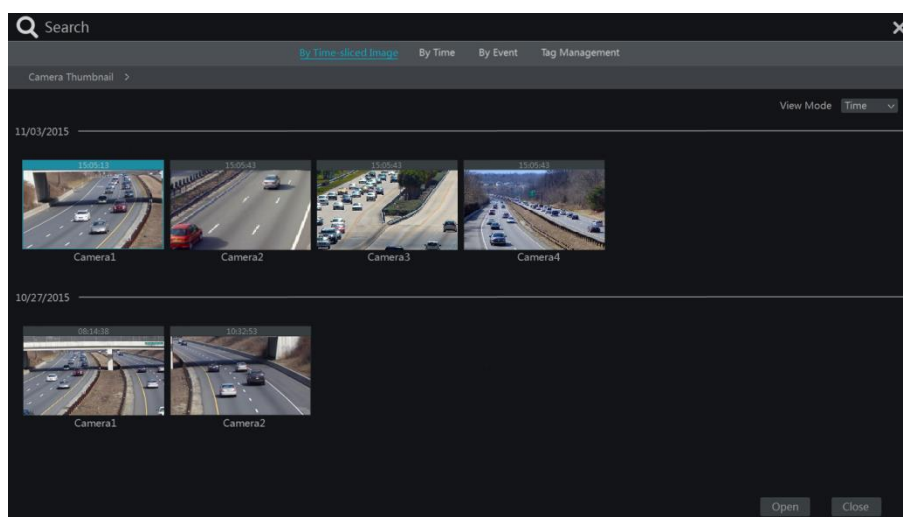 Search
By Time-sliced Image By Time By Event Tag Management
Camera Thumbnail >
View Mode Time
11/03/2015
15:05:13 15:05:43 15:05:43 15:05:43
Camera1 Camera2 Camera3 Camera4
10/27/2015
08:14:38 10:32:53
Camera1 Camera2
Open Close